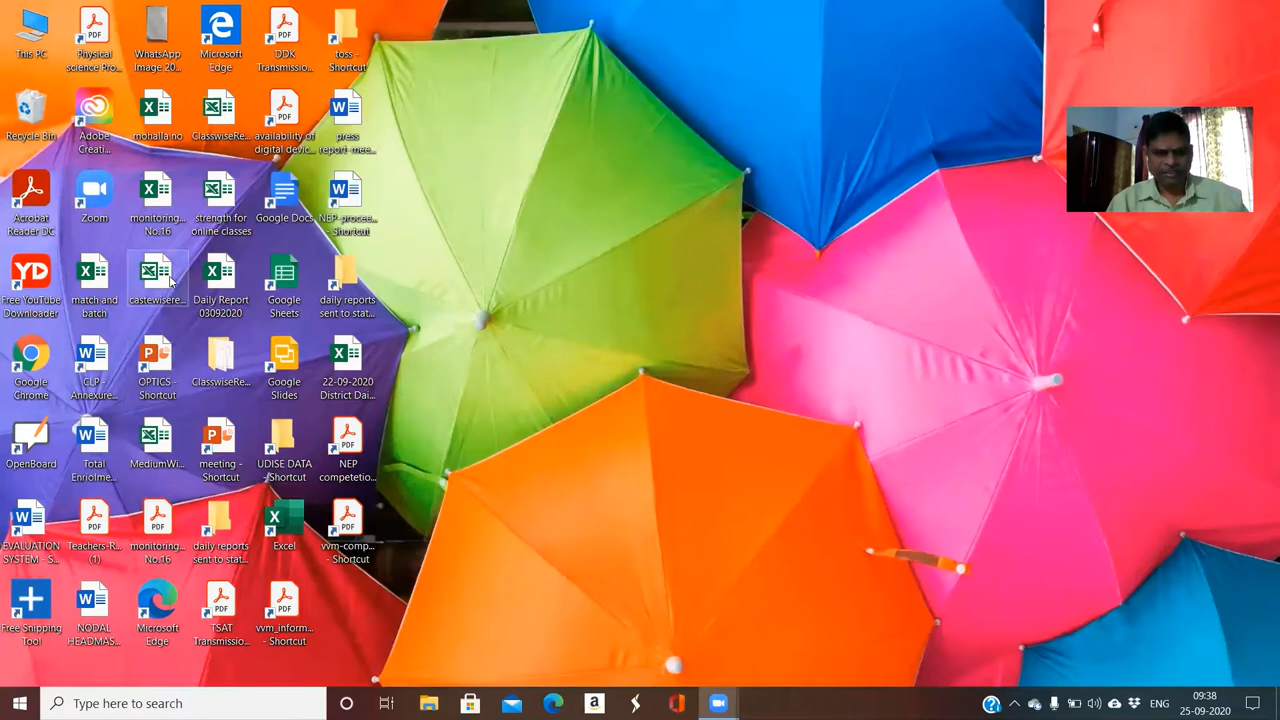 This PC
Physical
science Pro...
WhatsApp
Image 20...
Microsoft
Edge
DDK
Transmissio...
toss -
Shortcut
Recycle Bin
Adobe
Creati...
mohalla no
ClasswiseRe...
availability of
digital devic...
press
report-mee...
Acrobat
Reader DC
Zoom
monitoring...
No.16
strength for
online classes
Google Docs
NEP-procee...
- Shortcut
Free YouTube
Downloader
match and
batch
castewisere...
Daily Report
03092020
Google
Sheets
daily reports
sent to stat...
Google
Chrome
CLP -
Annexure...
OPTICS -
Shortcut
ClasswiseRe...
Google
Slides
22-09-2020
District Dai...
OpenBoard
Total
Enrolme...
MediumWi...
meeting -
Shortcut
UDISE DATA
- Shortcut
NEP
competetio...
EVALUATION
SYSTEM - S...
Teachers-R...
(1)
monitoring...
No.16
daily reports
sent to stat...
Excel
vvm-comp...
- Shortcut
Free Snipping
Tool
NODAL
HEADMAS...
Microsoft
Edge
TSAT
Transmissio...
vvm_inform...
- Shortcut
Type here to search
ENG
09:38
25-09-2020